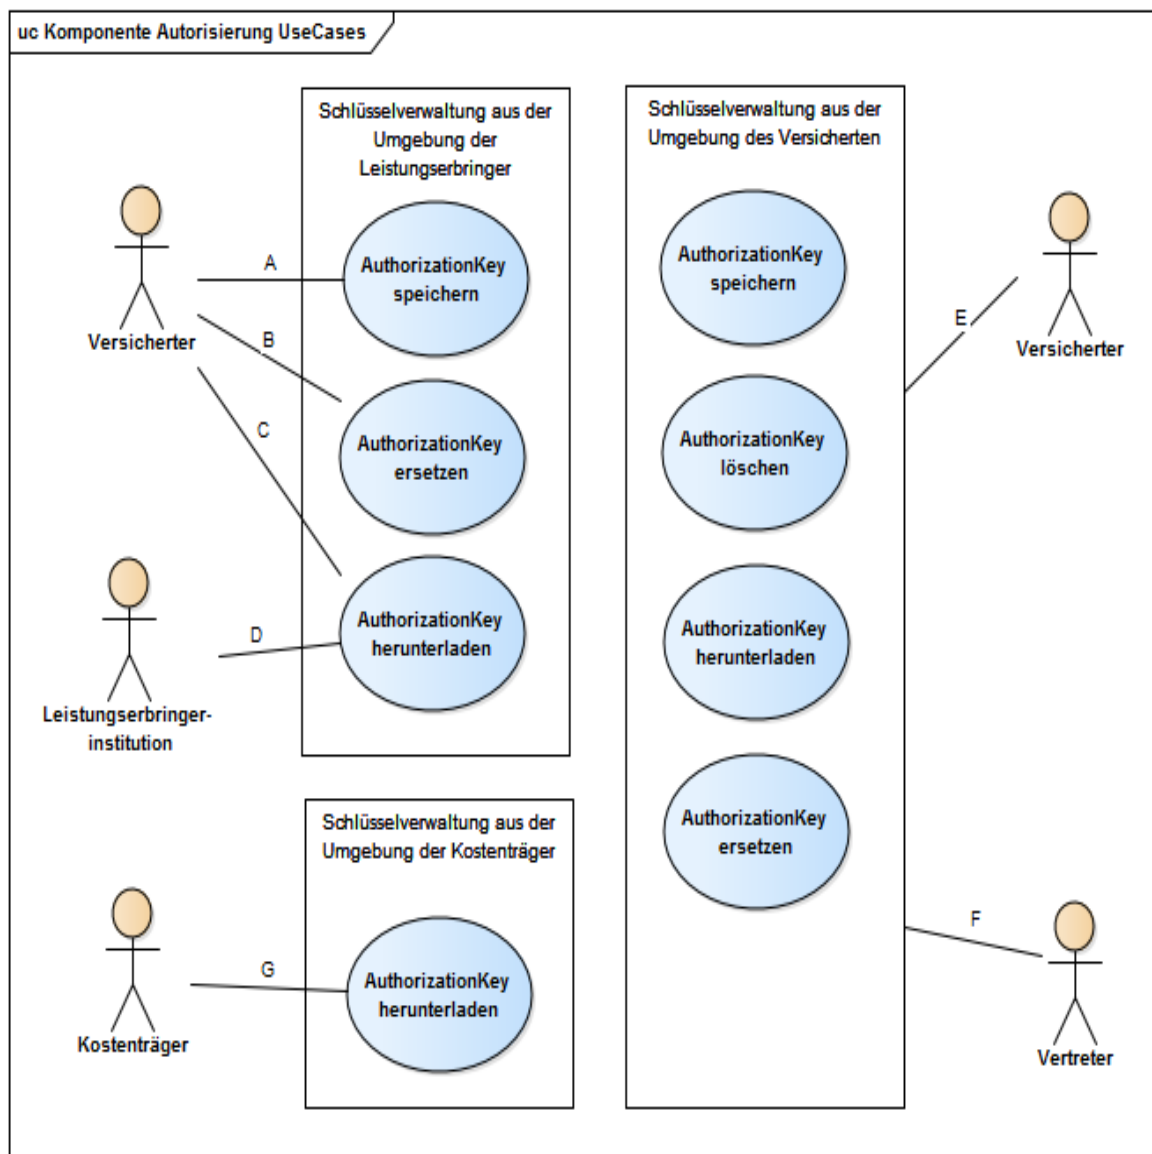 uc Komponente Autorisierung UseCases
Schlüsselverwaltung aus der
Umgebung der
Leistungserbringer
Versicherter
A
B
C
AuthorizationKey
speichern
AuthorizationKey
ersetzen
AuthorizationKey
herunterladen
Leistungserbringer-
institution
D
Schlüsselverwaltung aus der
Umgebung der Kostenträger
Kostenträger
G
AuthorizationKey
herunterladen
Schlüsselverwaltung aus der
Umgebung des Versicherten
AuthorizationKey
speichern
AuthorizationKey
löschen
AuthorizationKey
herunterladen
AuthorizationKey
ersetzen
E
Versicherter
F
Vertreter